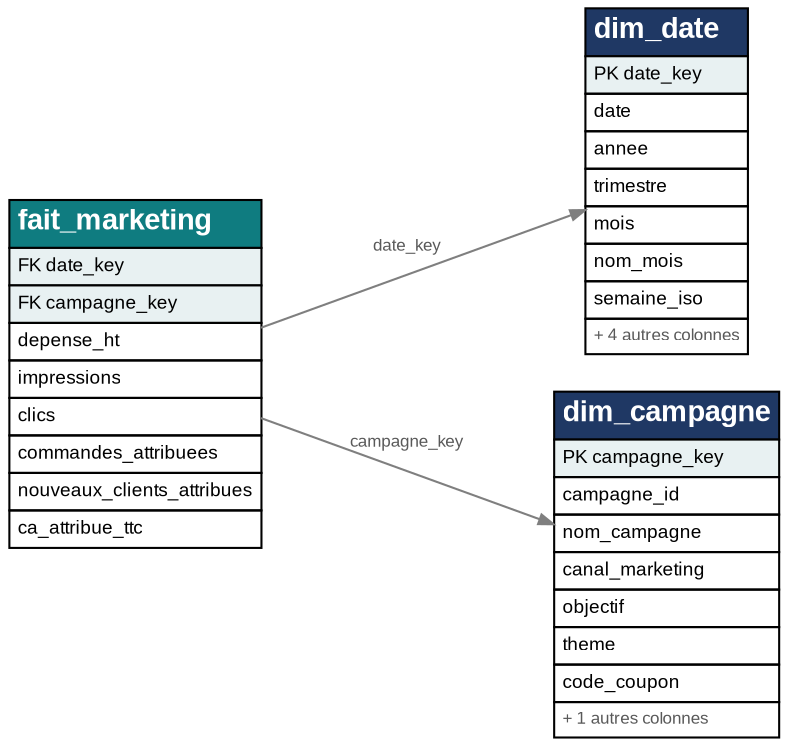 fait_marketing
FK date_key
FK campagne_key
depense_ht
impressions
clics
commandes_attribuees
nouveaux_clients_attribues
ca_attribue_ttc
date_key
campagne_key
dim_date
PK date_key
date
annee
trimestre
mois
nom_mois
semaine_iso
+ 4 autres colonnes
dim_campagne
PK campagne_key
campagne_id
nom_campagne
canal_marketing
objectif
theme
code_coupon
+ 1 autres colonnes